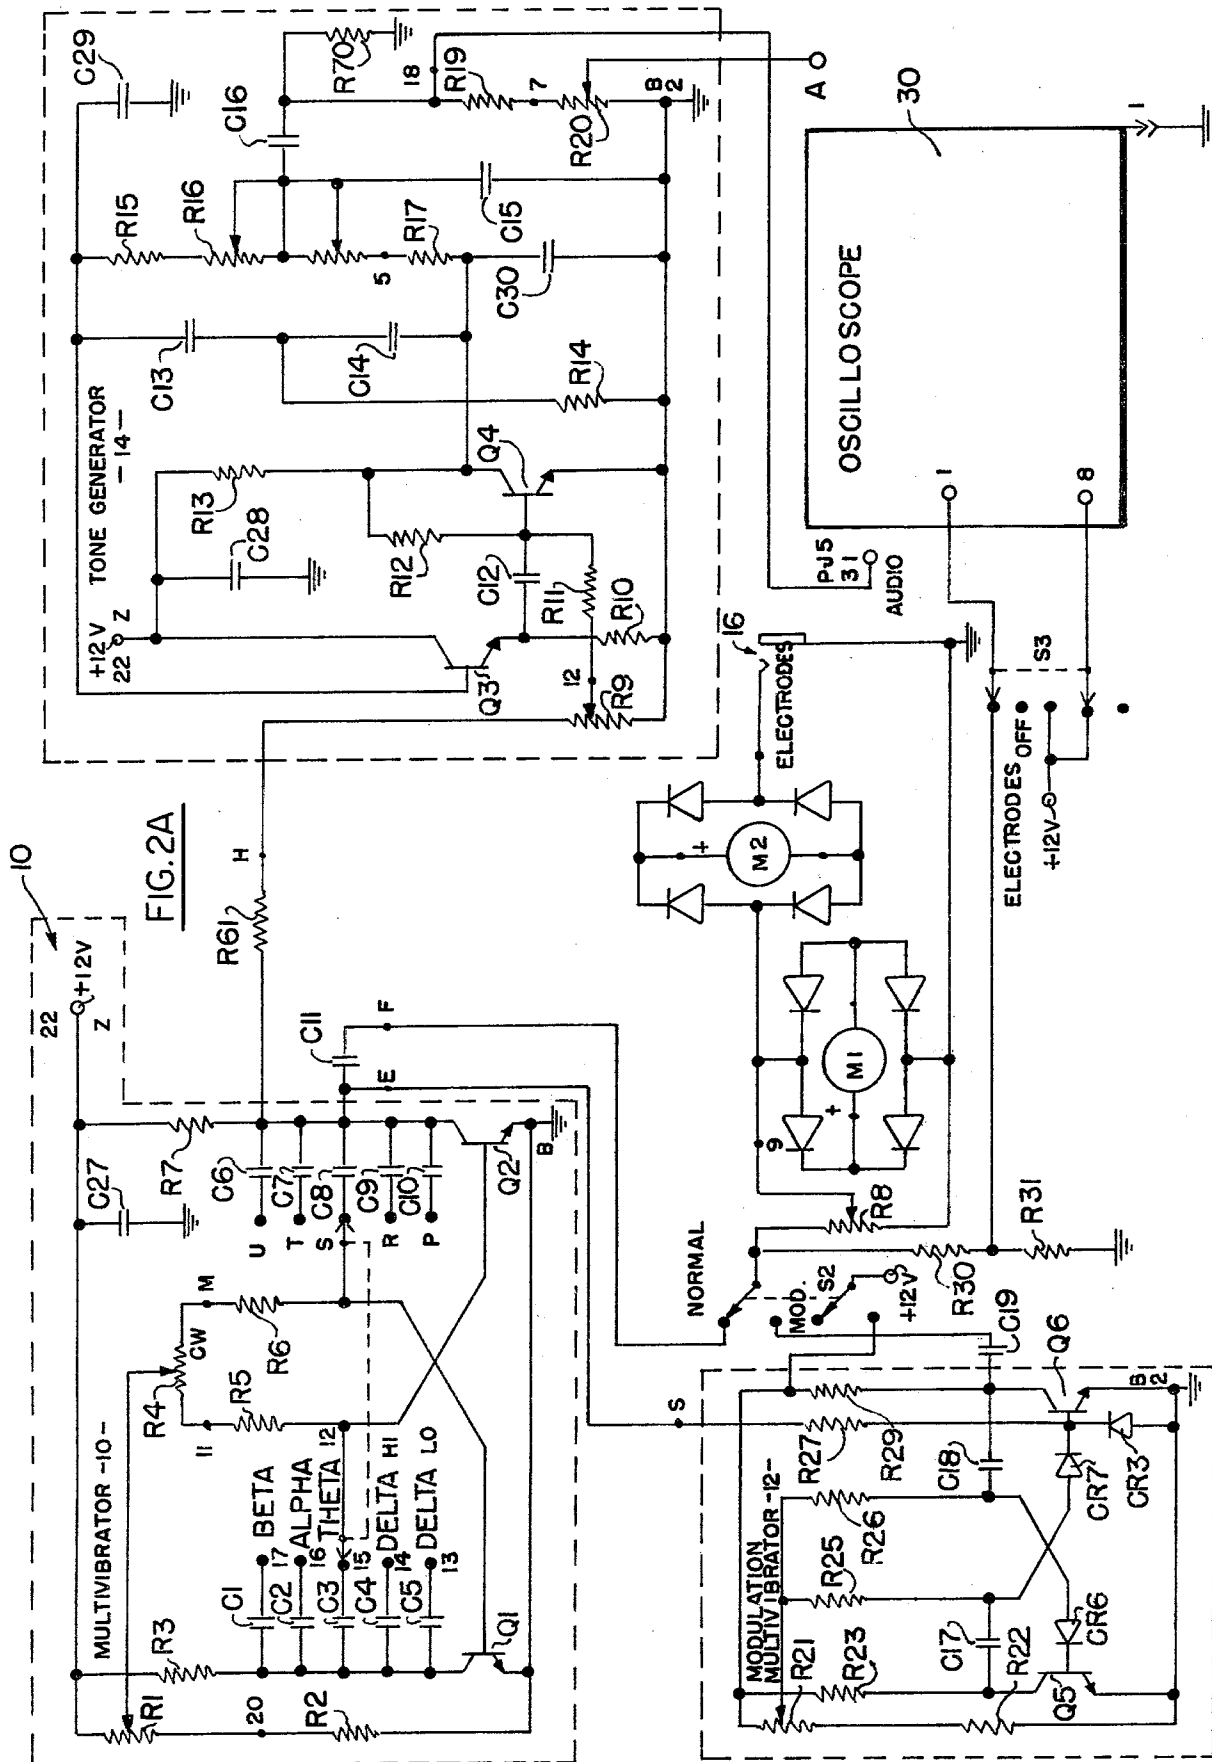 FIG. 2A
10
22
+12V
Z
MULTIVIBRATOR -10-
R1
20
R2
R3
C1
C2
C3
C4
C5
17
BETA
16
ALPHA
15
THETA
12
14
DELTA HI
13
DELTA LO
Q1
R4
CW
11
M
R5
R6
C27
R7
C6
C7
C8
C9
C10
U
T
S
R
P
Q2
B
C11
E
F
R61
H
TONE GENERATOR
-14-
+12V
22
Z
C28
R13
R12
C12
R11
R10
Q3
12
R9
Q4
C13
C14
R14
R15
R16
5
R17
C30
C15
C16
C29
R70
18
R19
7
R20
B
2
A
MODULATION
MULTIVIBRATOR -12-
R21
R23
C17
R22
Q5
CR6
R25
R26
C18
CR7
CR3
R27
R29
S
Q6
B
2
C19
NORMAL
MOD.
S2
+12V
R30
R31
R8
9
+
M1
+
M2
ELECTRODES
16
PJ5
31
AUDIO
ELECTRODES
OFF
+12V
S3
OSCILLOSCOPE
1
8
30
1